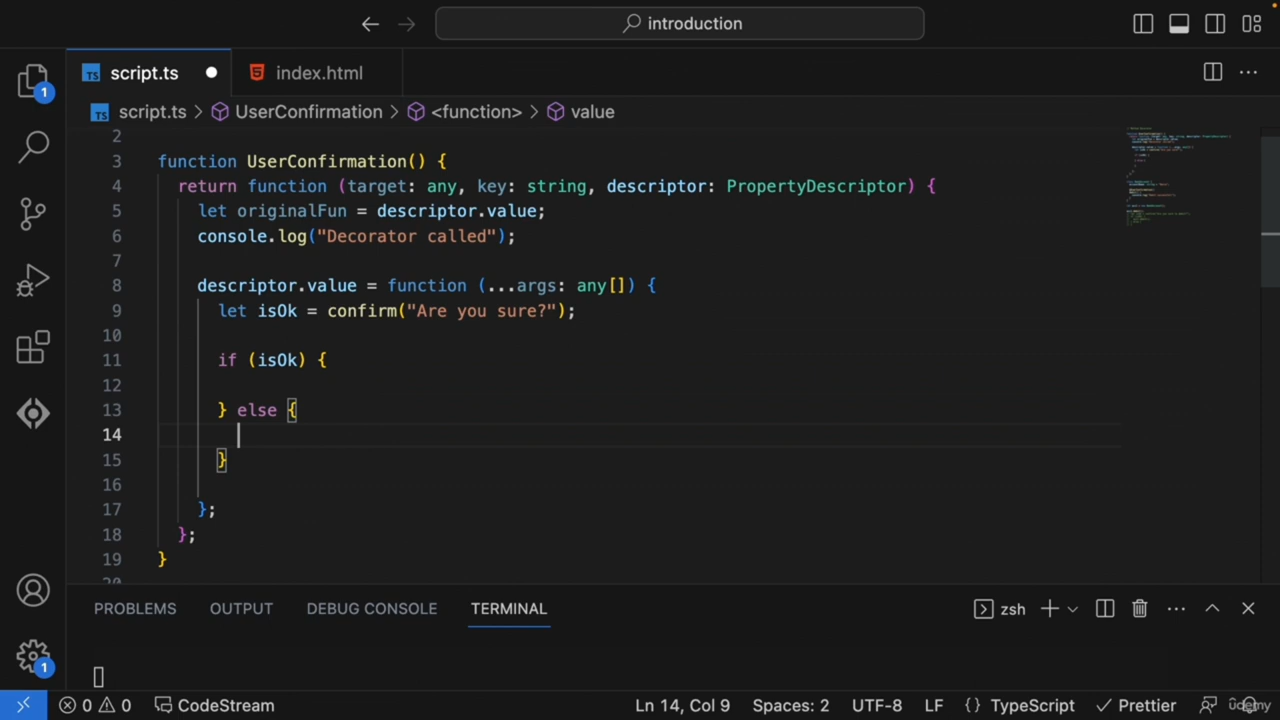 introduction
script.ts
index.html
script.ts > UserConfirmation > <function> > value
2
3 function UserConfirmation() {
4 return function (target: any, key: string, descriptor: PropertyDescriptor) {
5 let originalFun = descriptor.value;
6 console.log("Decorator called");
7
8 descriptor.value = function (...args: any[]) {
9 let isOk = confirm("Are you sure?");
10
11 if (isOk) {
12
13 } else {
14
15 }
16
17 };
18 };
19 }
20
1
PROBLEMS OUTPUT DEBUG CONSOLE TERMINAL
zsh
1
0 0 CodeStream Ln 14, Col 9 Spaces: 2 UTF-8 LF {} TypeScript Prettier
udemy